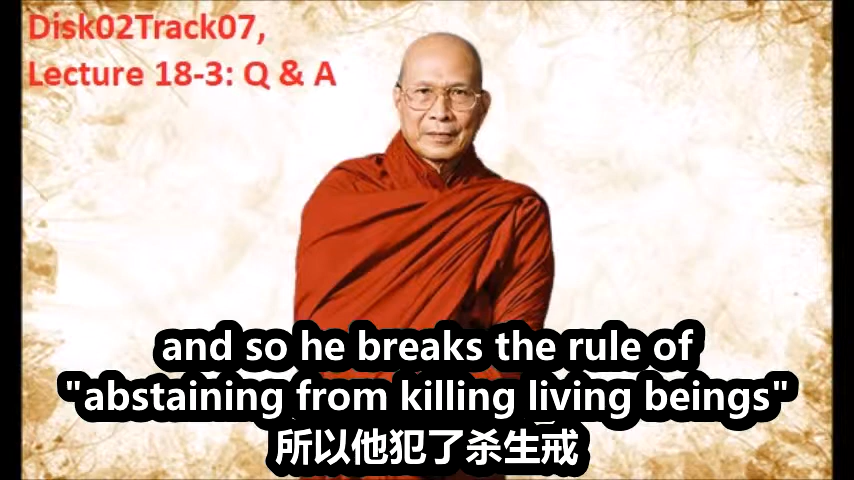 Disk02Track07,
Lecture 18-3: Q & A
and so he breaks the rule of
"abstaining from killing living beings"
所以他犯了杀生戒